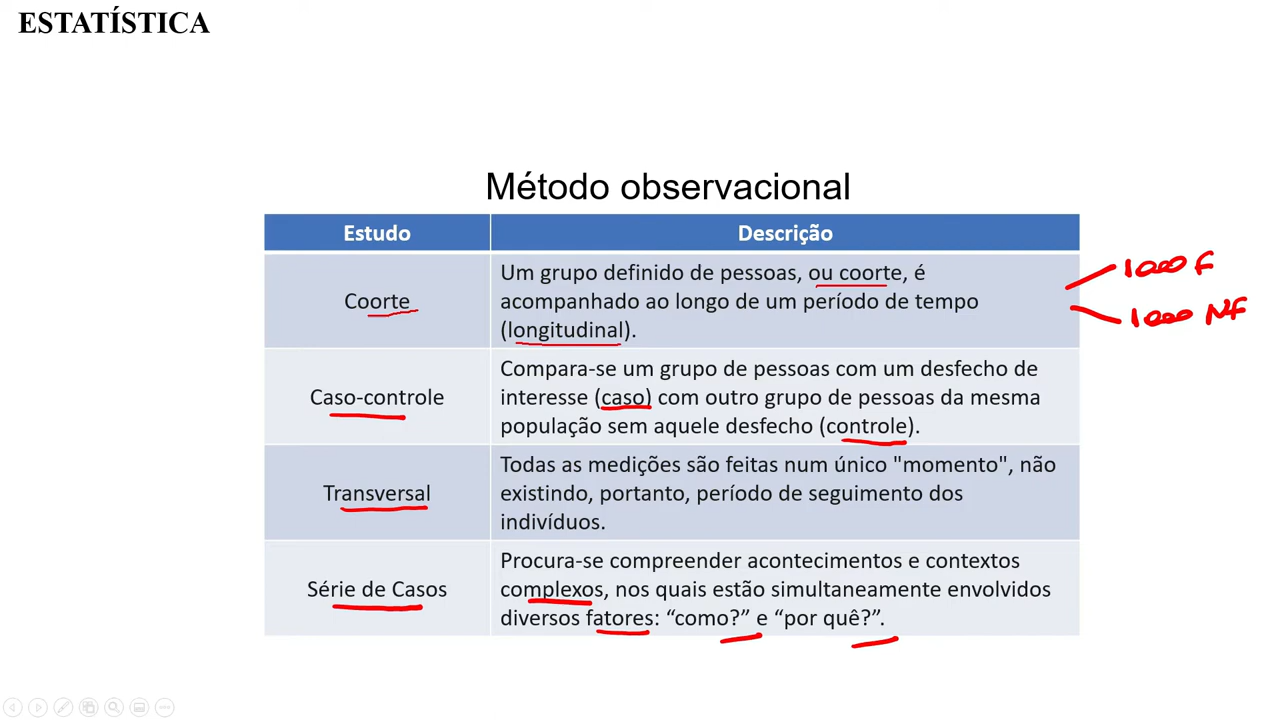 ESTATÍSTICA
Método observacional
Estudo
Descrição
Coorte
Um grupo definido de pessoas, ou coorte, é
acompanhado ao longo de um período de tempo
(longitudinal).
1000 F
1000 NF
Caso-controle
Compara-se um grupo de pessoas com um desfecho de
interesse (caso) com outro grupo de pessoas da mesma
população sem aquele desfecho (controle).
Transversal
Todas as medições são feitas num único "momento", não
existindo, portanto, período de seguimento dos
indivíduos.
Série de Casos
Procura-se compreender acontecimentos e contextos
complexos, nos quais estão simultaneamente envolvidos
diversos fatores: “como?” e “por quê?”.